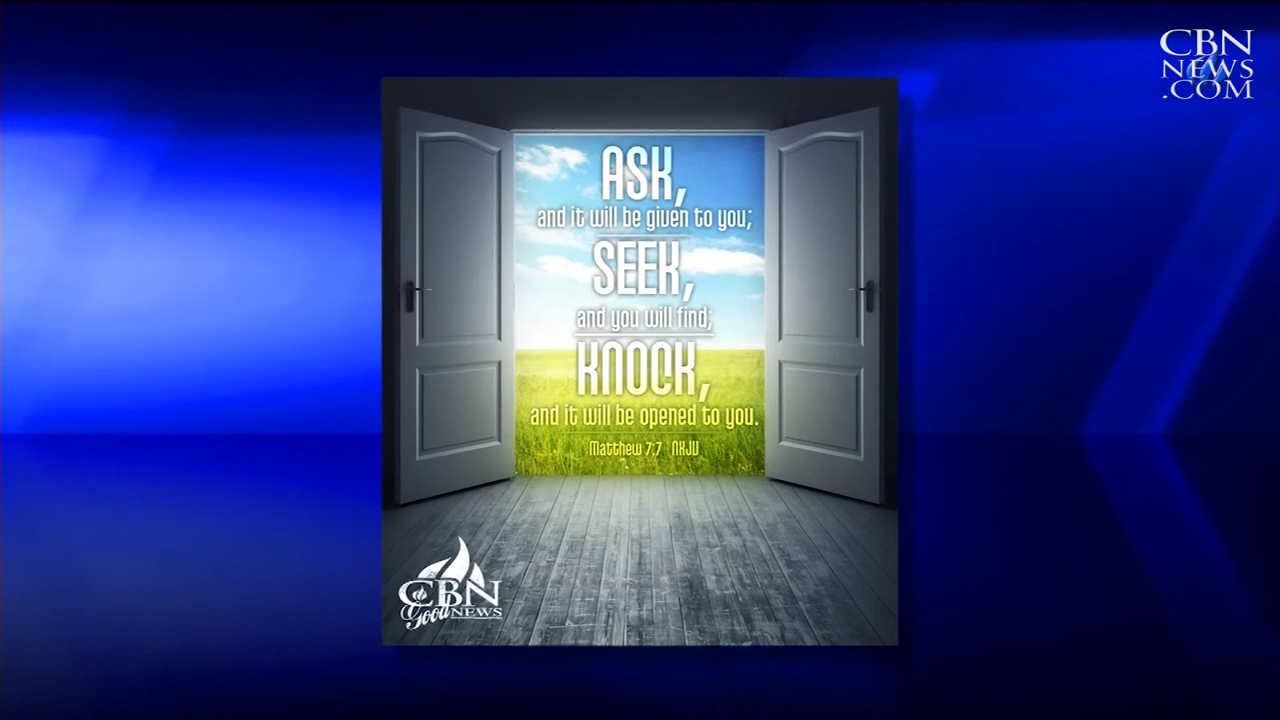 CBN
NEWS
.COM
ASK,
and it will be given to you;
SEEK,
and you will find;
KNOCK,
and it will be opened to you.
Matthew 7:7 NKJV
CBN
Good NEWS